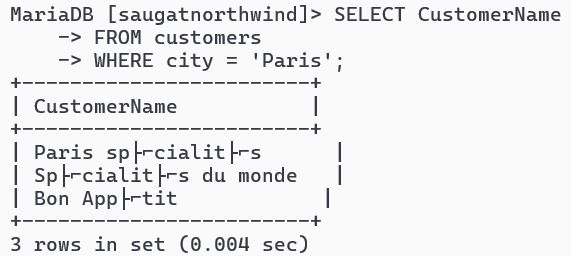 MariaDB [saugatnorthwind]> SELECT CustomerName
    -> FROM customers
    -> WHERE city = 'Paris';
+------------------------+
| CustomerName           |
+------------------------+
| Paris sp├⌐cialit├⌐s      |
| Sp├⌐cialit├⌐s du monde   |
| Bon App├⌐tit            |
+------------------------+
3 rows in set (0.004 sec)